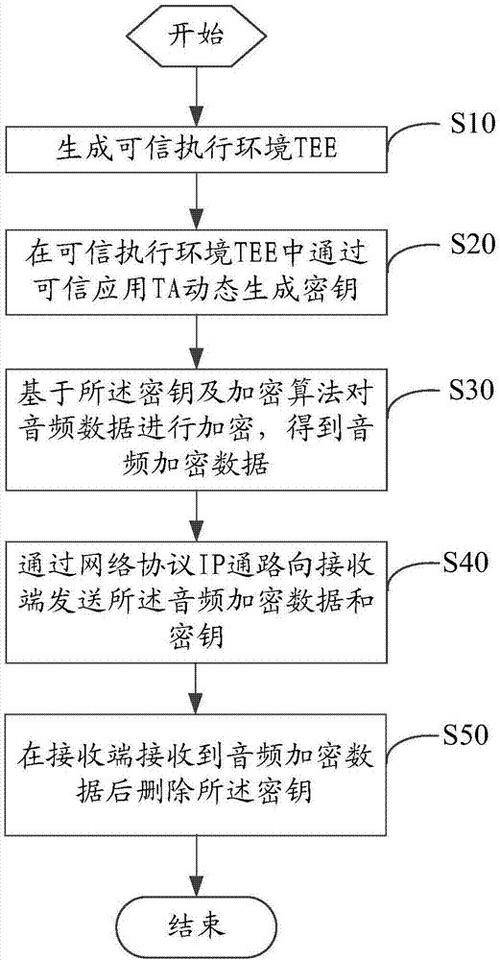 开始
生成可信执行环境TEE
S10
在可信执行环境TEE中通过
可信应用TA动态生成密钥
S20
基于所述密钥及加密算法对
音频数据进行加密，得到音
频加密数据
S30
通过网络协议IP通路向接收
端发送所述音频加密数据和
密钥
S40
在接收端接收到音频加密数
据后删除所述密钥
S50
结束